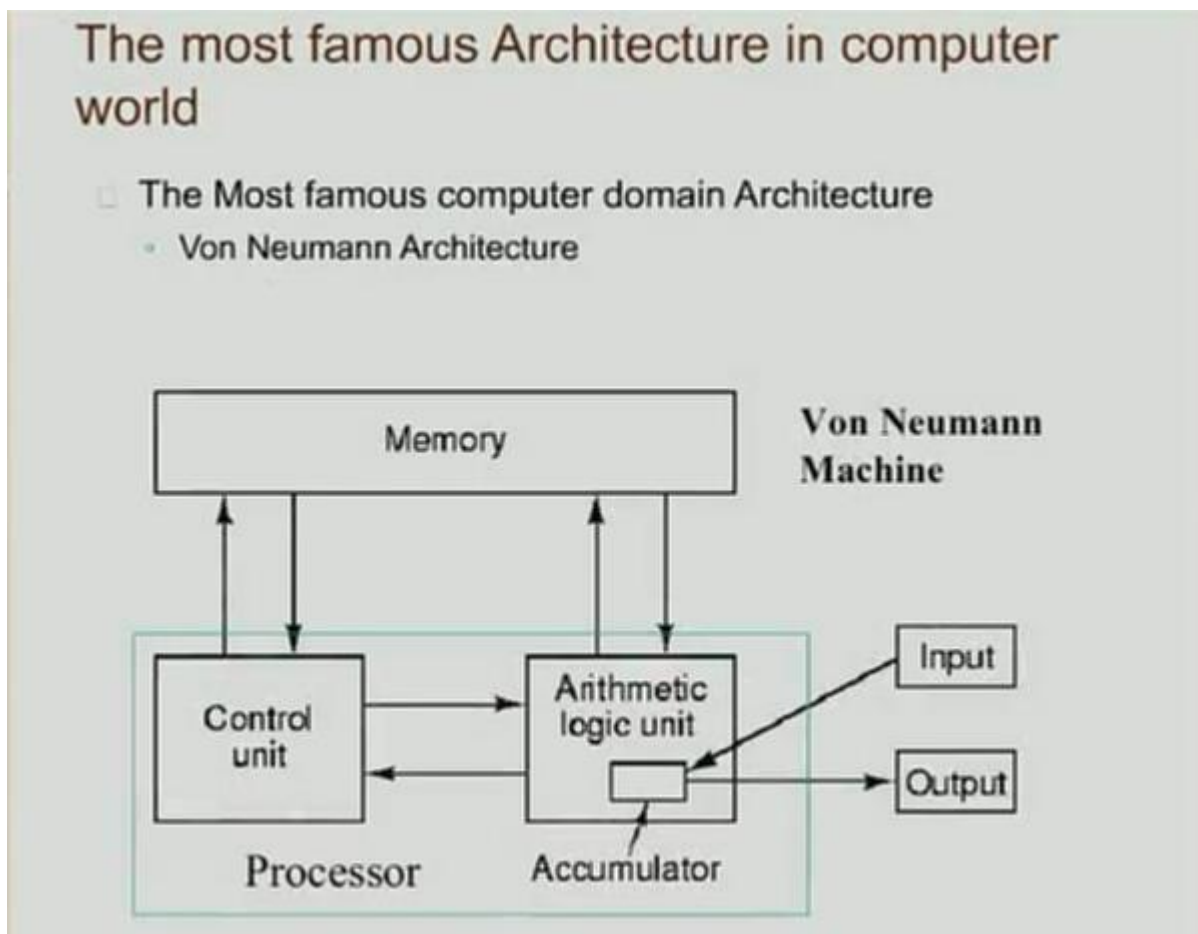 The most famous Architecture in computer
world
The Most famous computer domain Architecture
Von Neumann Architecture
Memory
Von Neumann
Machine
Control
unit
Arithmetic
logic unit
Input
Output
Processor
Accumulator